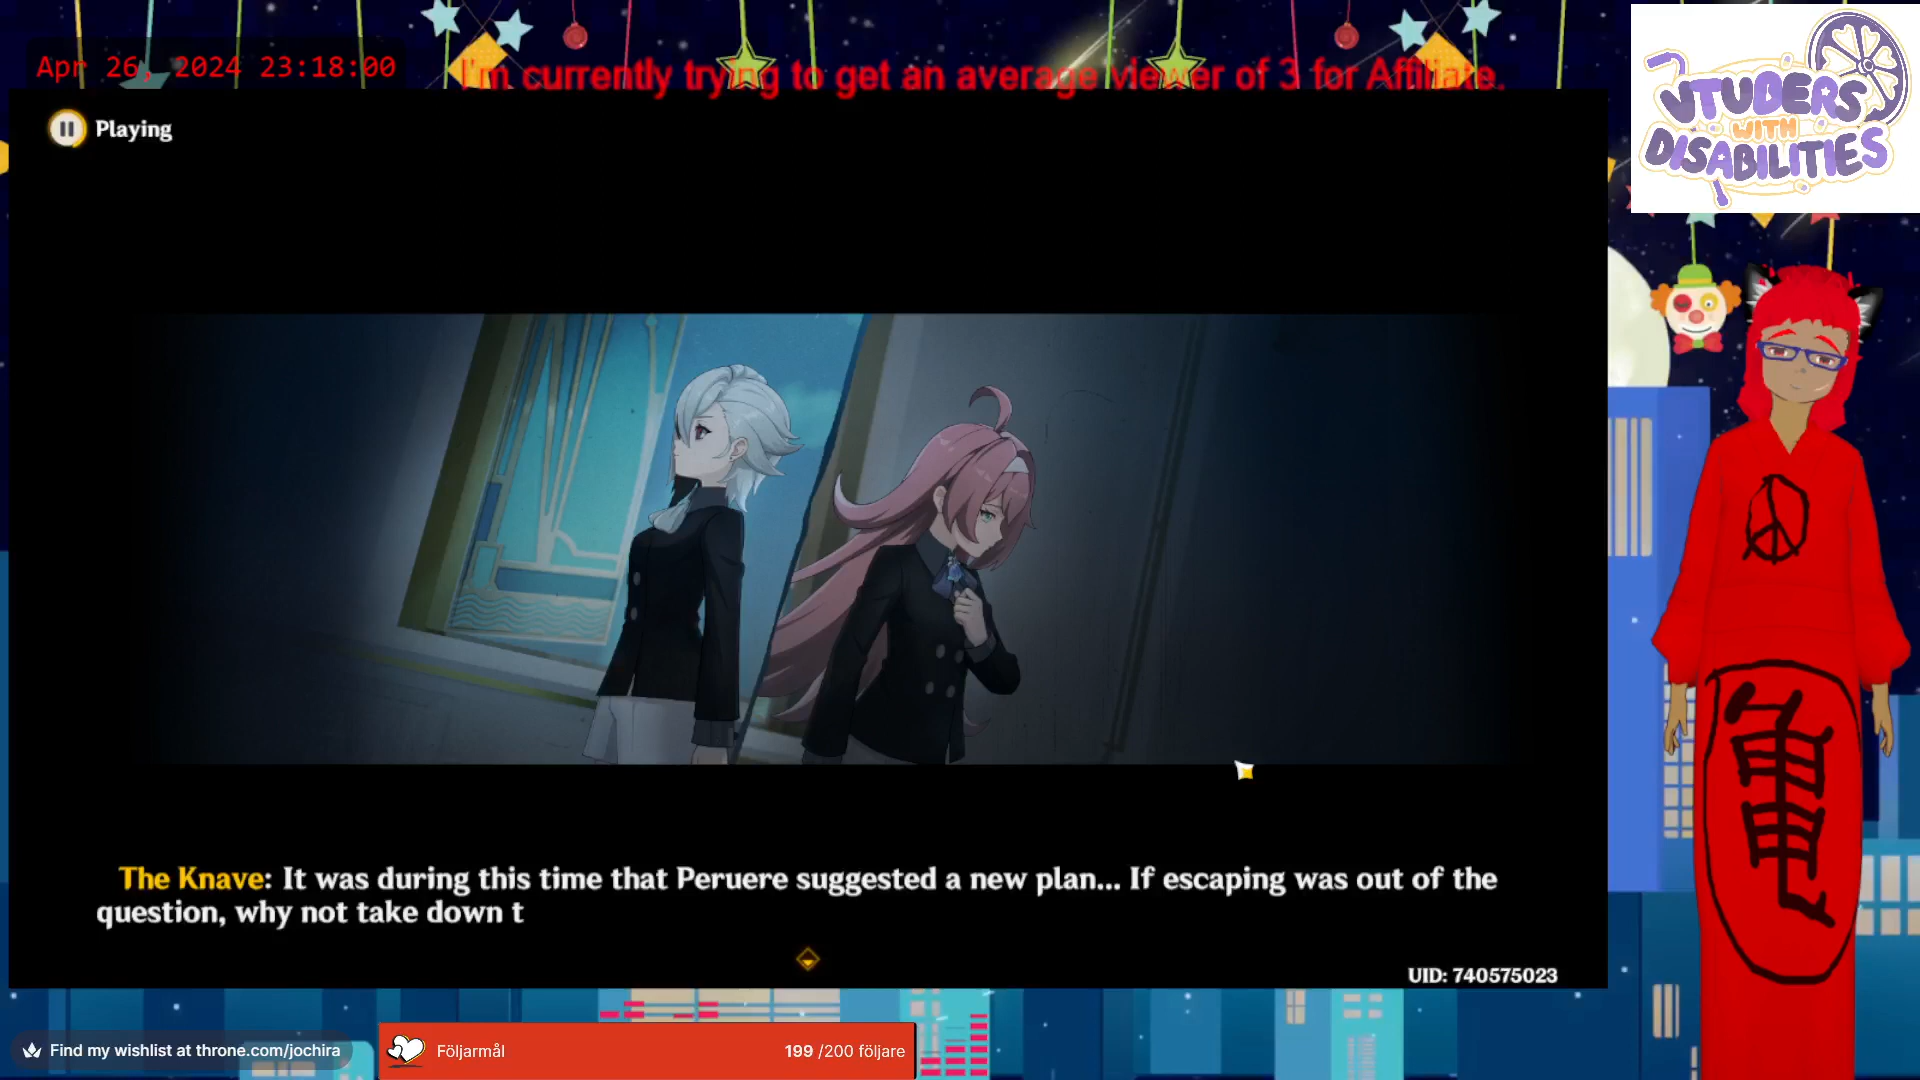 Apr 26, 2024 23:18:00
I'm currently trying to get an average viewer of 3 for Affiliate.
VTUBERS
WITH
DISABILITIES
Playing
亀
The Knave: It was during this time that Peruere suggested a new plan... If escaping was out of the
question, why not take down t
UID: 740575023
Find my wishlist at throne.com/jochira
Följarmål
199 /200 följare